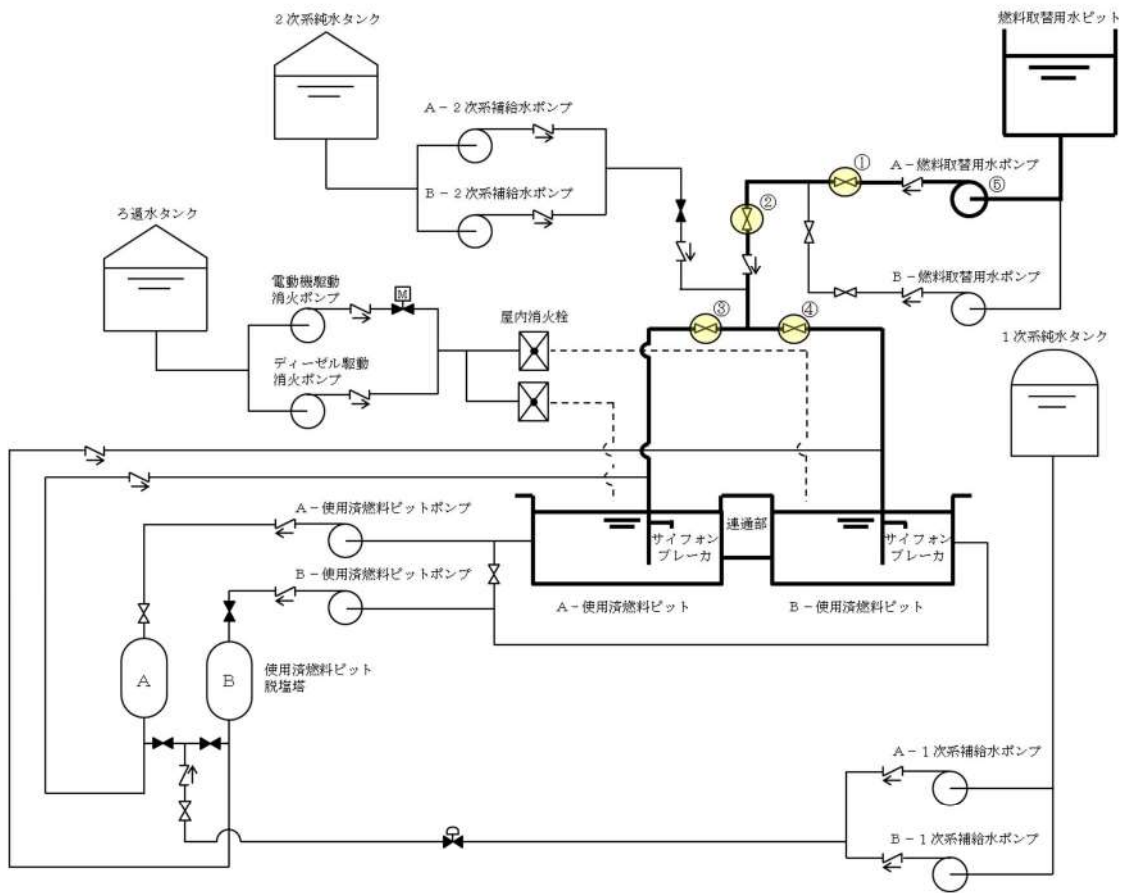 2次系純水タンク
燃料取替用水ピット
A-2次系補給水ポンプ
①
A-燃料取替用水ポンプ
⑤
B-2次系補給水ポンプ
②
ろ過水タンク
電動機駆動
消火ポンプ
M
B-燃料取替用水ポンプ
屋内消火栓
③
④
1次系純水タンク
ディーゼル駆動
消火ポンプ
A-使用済燃料ピットポンプ
連通部
サイフォン
ブレーカ
サイフォン
ブレーカ
B-使用済燃料ピットポンプ
A-使用済燃料ピット
B-使用済燃料ピット
A
B
使用済燃料ピット
脱塩塔
A-1次系補給水ポンプ
B-1次系補給水ポンプ